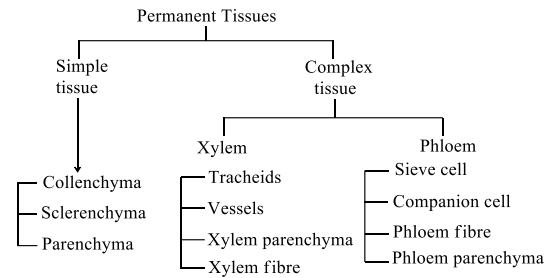 Permanent Tissues
Simple
tissue
Complex
tissue
Xylem
Phloem
Collenchyma
Sclerenchyma
Parenchyma
Tracheids
Vessels
Xylem parenchyma
Xylem fibre
Sieve cell
Companion cell
Phloem fibre
Phloem parenchyma